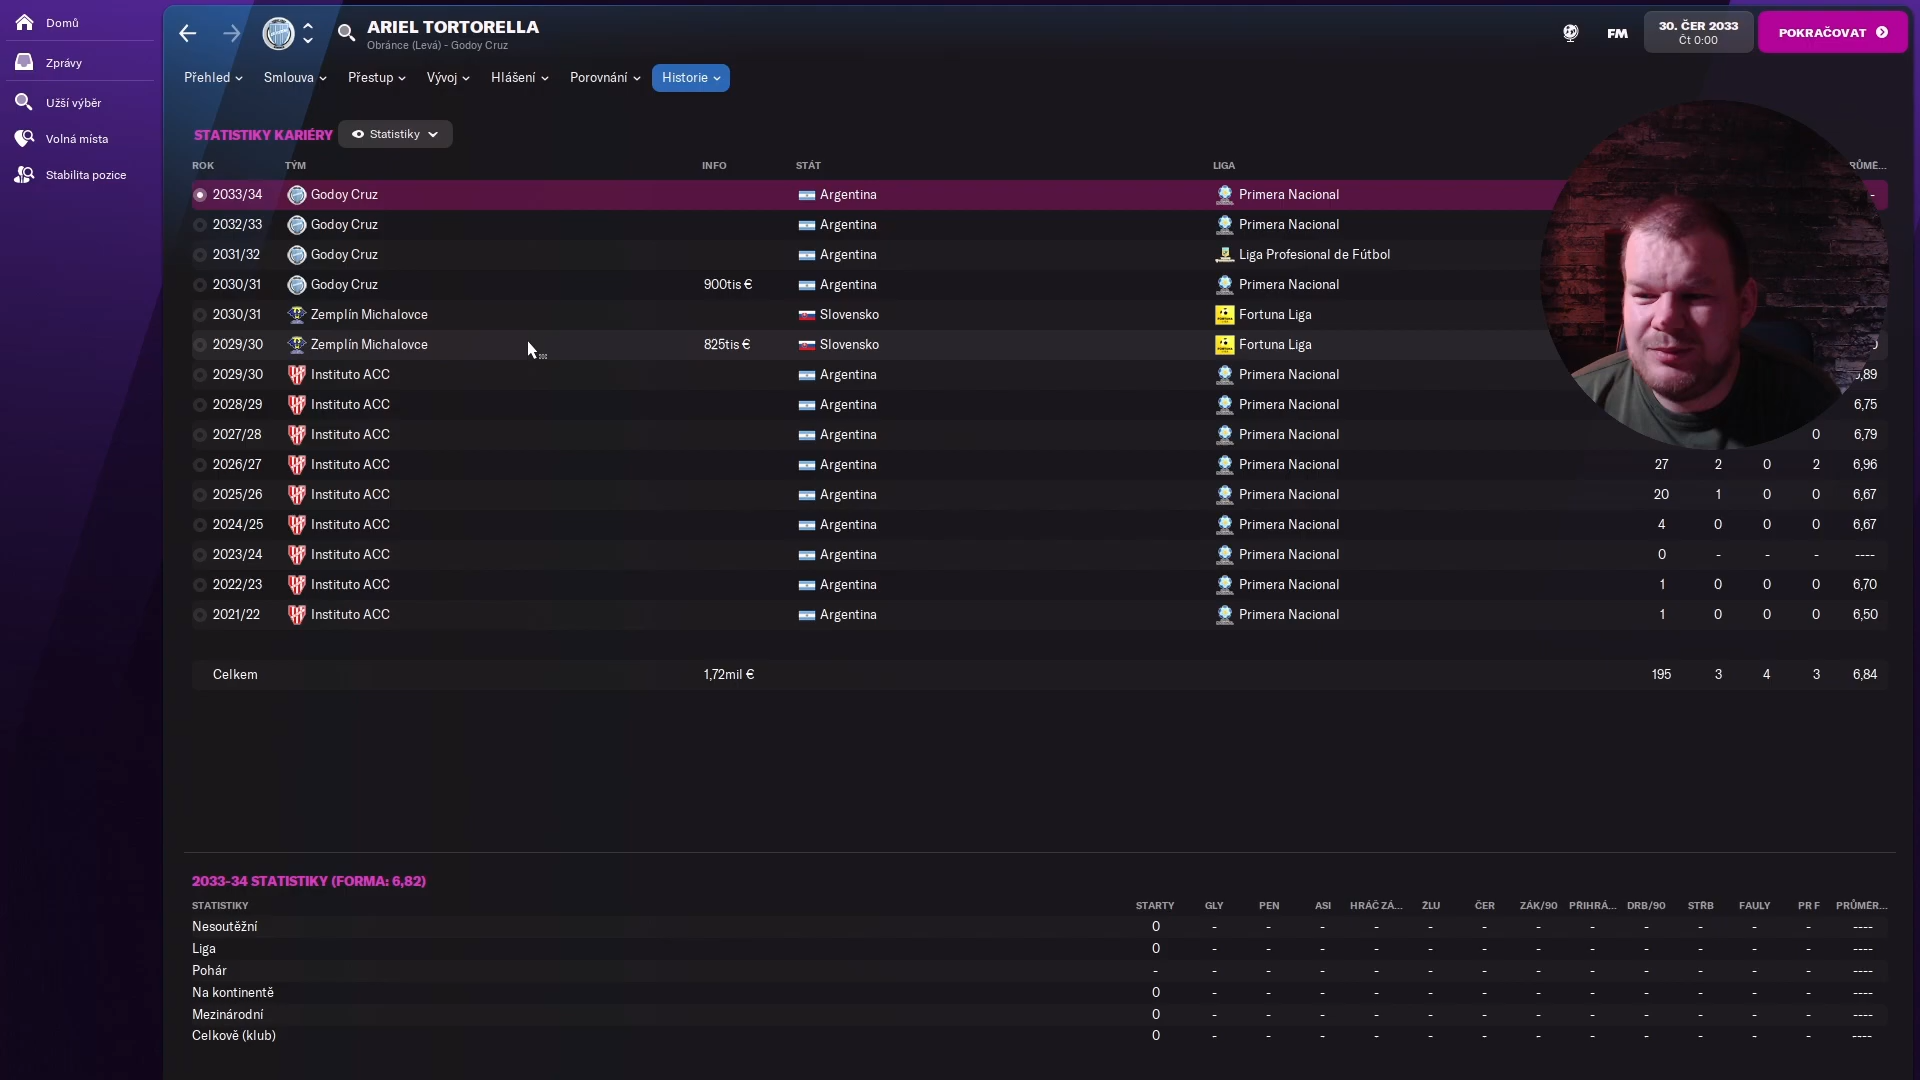 Domů
Zprávy
Užší výběr
Volná místa
Stabilita pozice
ARIEL TORTORELLA
Obránce (Levá) - Godoy Cruz
FM
30. ČER 2033
Čt 0:00
POKRAČOVAT
Přehled Smlouva Přestup Vývoj Hlášení Porovnání Historie
STATISTIKY KARIÉRY Statistiky
ROK TÝM INFO STÁT LIGA
2033/34 Godoy Cruz Argentina Primera Nacional -
2032/33 Godoy Cruz Argentina Primera Nacional
2031/32 Godoy Cruz Argentina Liga Profesional de Fútbol
2030/31 Godoy Cruz 900tis € Argentina Primera Nacional
2030/31 Zemplín Michalovce Slovensko Fortuna Liga
2029/30 Zemplín Michalovce 825tis € Slovensko Fortuna Liga
2029/30 Instituto ACC Argentina Primera Nacional ,89
2028/29 Instituto ACC Argentina Primera Nacional 6,75
2027/28 Instituto ACC Argentina Primera Nacional 0 6,79
2026/27 Instituto ACC Argentina Primera Nacional 27 2 0 2 6,96
2025/26 Instituto ACC Argentina Primera Nacional 20 1 0 0 6,67
2024/25 Instituto ACC Argentina Primera Nacional 4 0 0 0 6,67
2023/24 Instituto ACC Argentina Primera Nacional 0 - - - ----
2022/23 Instituto ACC Argentina Primera Nacional 1 0 0 0 6,70
2021/22 Instituto ACC Argentina Primera Nacional 1 0 0 0 6,50
Celkem 1,72mil € 195 3 4 3 6,84
2033-34 STATISTIKY (FORMA: 6,82)
STATISTIKY STARTY GLY PEN ASI HRÁČ ZÁ... ŽLU ČER ZÁK/90 PŘIHRÁ... DRB/90 STŘB FAULY PR F PRŮMĚR...
Nesoutěžní 0 - - - - - - - - - - - - ----
Liga 0 - - - - - - - - - - - - ----
Pohár - - - - - - - - - - - - - ----
Na kontinentě 0 - - - - - - - - - - - - ----
Mezinárodní 0 - - - - - - - - - - - - ----
Celkově (klub) 0 - - - - - - - - - - - - ----